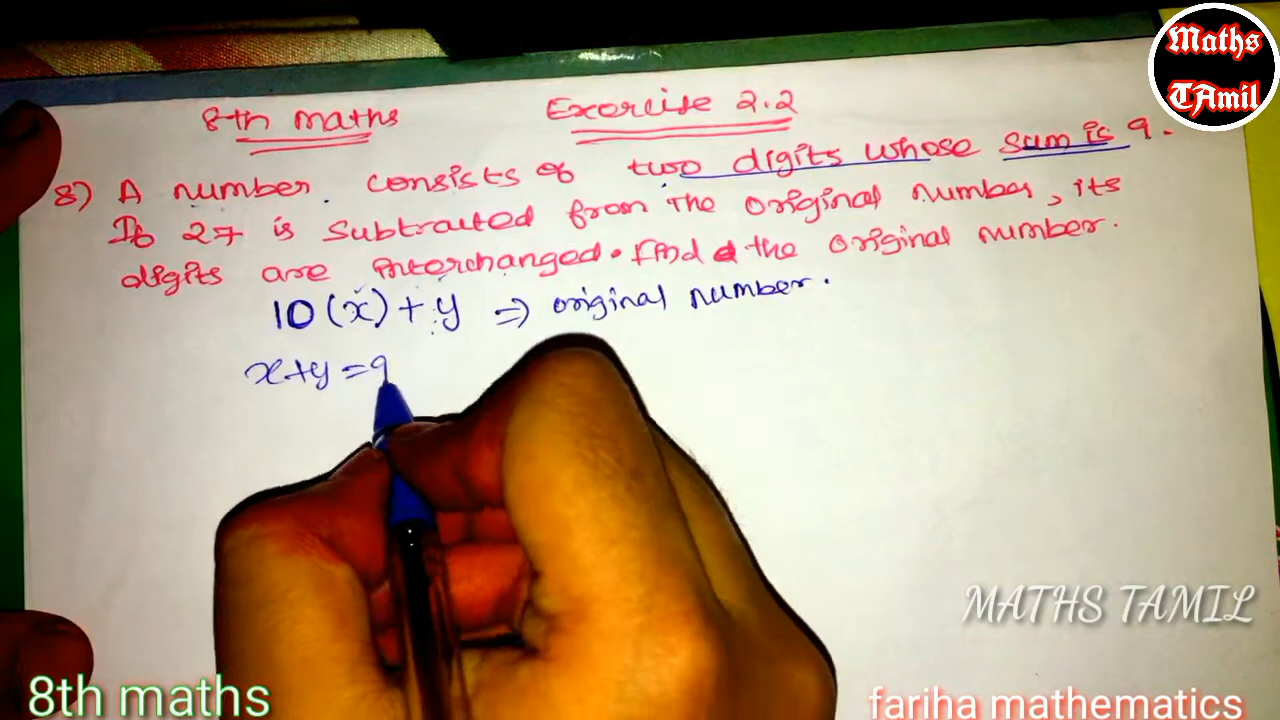 Maths
TAmil
8th maths Exercise 2.2
8) A number consists of two digits whose sum is 9.
If 27 is subtracted from the original number, its
digits are interchanged. Find the original number.
10(x) + y ⇒ original number.
x+y=9
MATHS TAMIL
8th maths
fariha mathematics